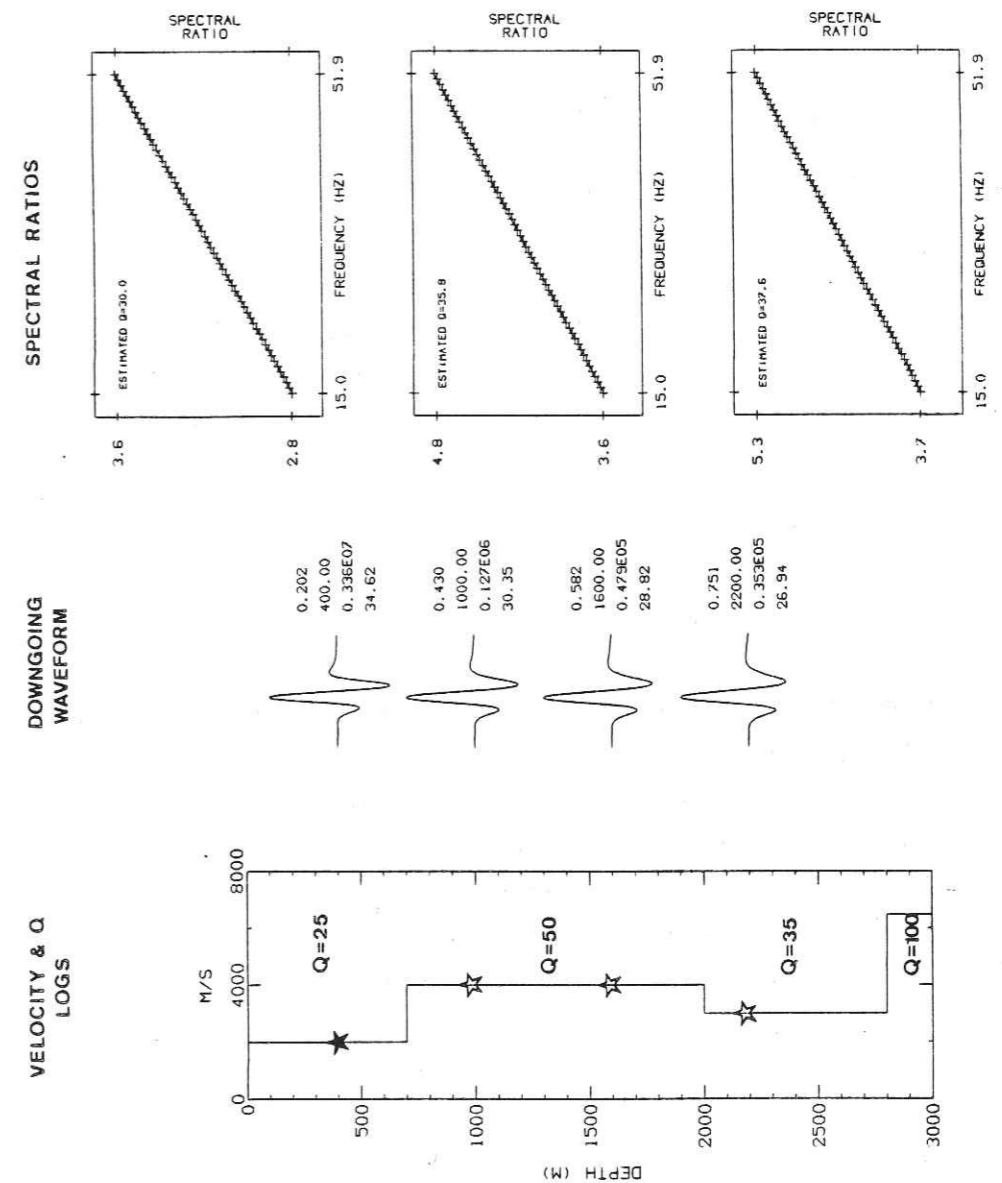 VELOCITY & Q
LOGS
M/S
0
4000
8000
DEPTH (M)
0
500
1000
1500
2000
2500
3000
Q=25
Q=50
Q=35
Q=100
DOWNGOING
WAVEFORM
0.202
400.00
0.336E07
34.62
0.430
1000.00
0.127E06
30.35
0.582
1600.00
0.479E05
28.82
0.751
2200.00
0.353E05
26.94
SPECTRAL RATIOS
3.6
2.8
ESTIMATED Q=30.0
15.0
FREQUENCY (HZ)
51.9
SPECTRAL
RATIO
4.8
3.6
ESTIMATED Q=35.8
15.0
FREQUENCY (HZ)
51.9
SPECTRAL
RATIO
5.3
3.7
ESTIMATED Q=37.6
15.0
FREQUENCY (HZ)
51.9
SPECTRAL
RATIO